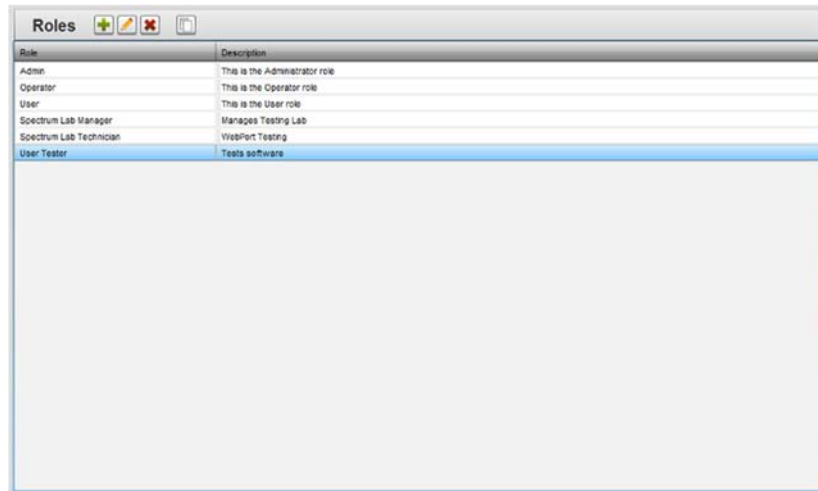 Roles
Role Description
Admin This is the Administrator role
Operator This is the Operator role
User This is the User role
Spectrum Lab Manager Manages Testing Lab
Spectrum Lab Technician WebPort Testing
User Tester Tests software